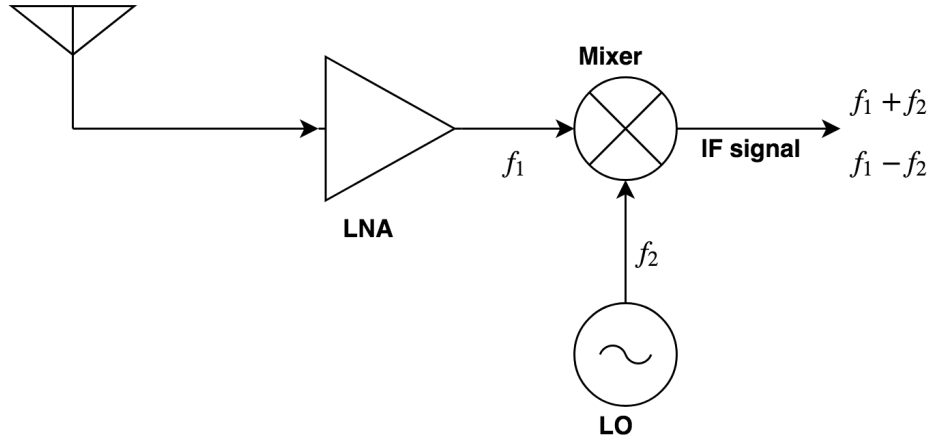 Mixer
f₁ + f₂
IF signal
f₁ − f₂
f₁
LNA
f₂
LO